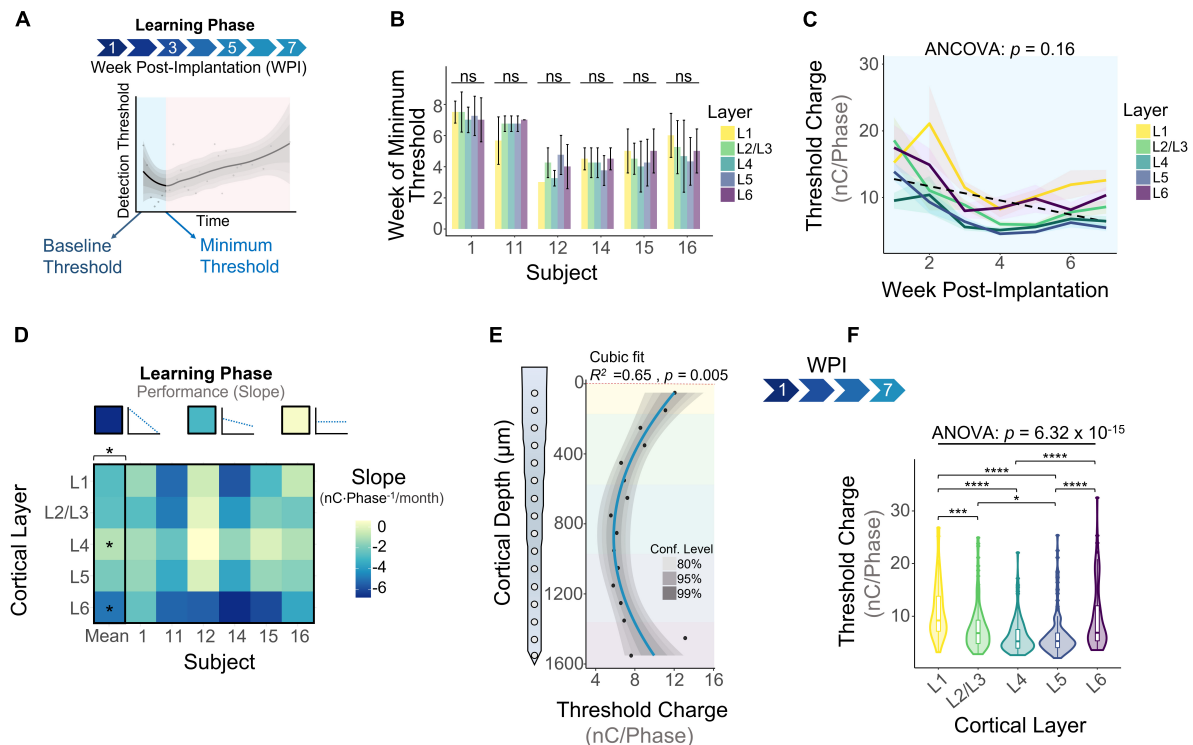 A
Learning Phase
1 3 5 7
Week Post-Implantation (WPI)
Detection Threshold
Time
Baseline
Threshold
Minimum
Threshold
B
Week of Minimum
Threshold
8
6
4
2
0
ns ns ns ns ns ns
1 11 12 14 15 16
Subject
Layer
L1
L2/L3
L4
L5
L6
C
ANCOVA: p = 0.16
Threshold Charge
(nC/Phase)
30
20
10
2 4 6
Week Post-Implantation
Layer
L1
L2/L3
L4
L5
L6
D
Learning Phase
Performance (Slope)
*
Cortical Layer
L1
L2/L3
L4 *
L5
L6 *
Mean 1 11 12 14 15 16
Subject
Slope
(nC·Phase⁻¹/month)
0
-2
-4
-6
E
Cubic fit
R² =0.65 , p = 0.005
Cortical Depth (µm)
0
400
800
1200
1600
Conf. Level
80%
95%
99%
4 8 12 16
Threshold Charge
(nC/Phase)
F
WPI
1 7
ANOVA: p = 6.32 x 10⁻¹⁵
****
****
****
****
*
***
Threshold Charge
(nC/Phase)
30
20
10
L1 L2/L3 L4 L5 L6
Cortical Layer